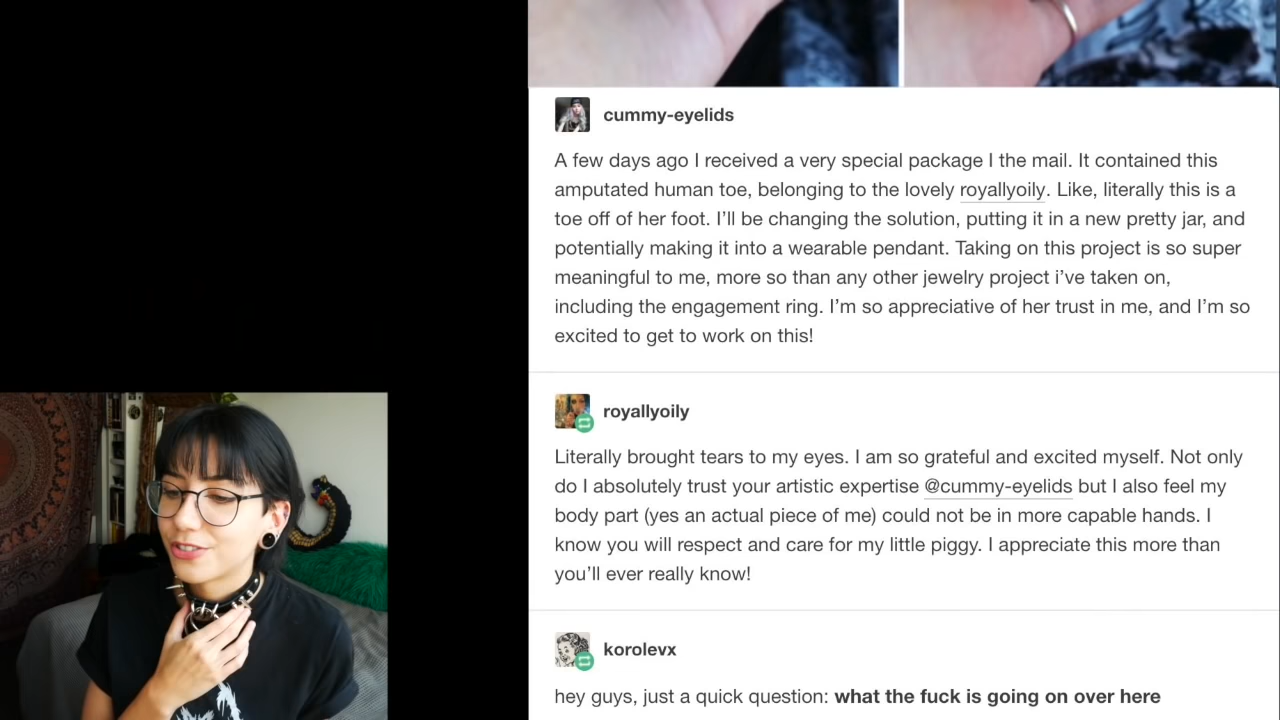 cummy-eyelids
A few days ago I received a very special package I the mail. It contained this
amputated human toe, belonging to the lovely royallyoily. Like, literally this is a
toe off of her foot. I’ll be changing the solution, putting it in a new pretty jar, and
potentially making it into a wearable pendant. Taking on this project is so super
meaningful to me, more so than any other jewelry project i’ve taken on,
including the engagement ring. I’m so appreciative of her trust in me, and I’m so
excited to get to work on this!
royallyoily
Literally brought tears to my eyes. I am so grateful and excited myself. Not only
do I absolutely trust your artistic expertise @cummy-eyelids but I also feel my
body part (yes an actual piece of me) could not be in more capable hands. I
know you will respect and care for my little piggy. I appreciate this more than
you’ll ever really know!
korolevx
hey guys, just a quick question: what the fuck is going on over here